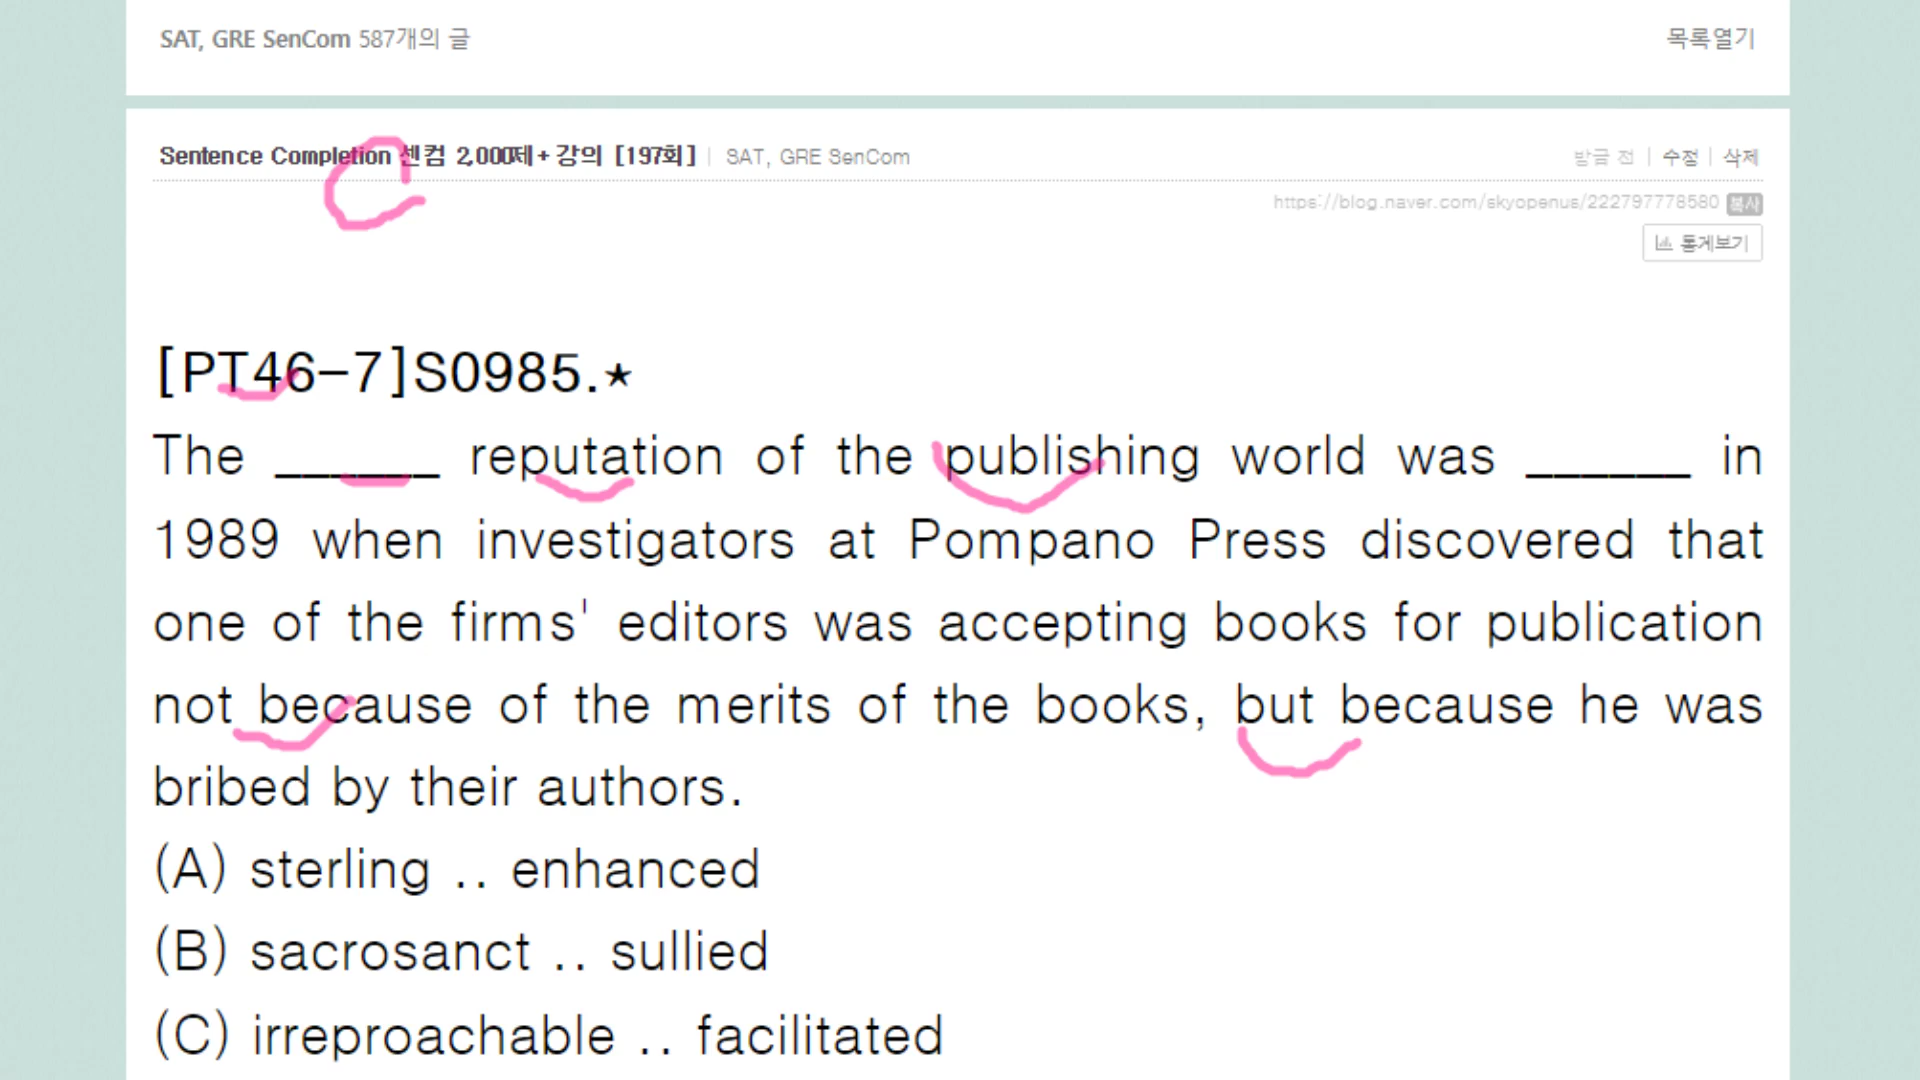 SAT, GRE SenCom 587개의 글
목록열기
Sentence Completion 센컴 2,000제 + 강의 [197회] | SAT, GRE SenCom
방금 전 | 수정 | 삭제
https://blog.naver.com/skyopenus/222797778580 복사
통계보기
[PT46-7]S0985.★
The ______ reputation of the publishing world was ______ in
1989 when investigators at Pompano Press discovered that
one of the firms' editors was accepting books for publication
not because of the merits of the books, but because he was
bribed by their authors.
(A) sterling .. enhanced
(B) sacrosanct .. sullied
(C) irreproachable .. facilitated